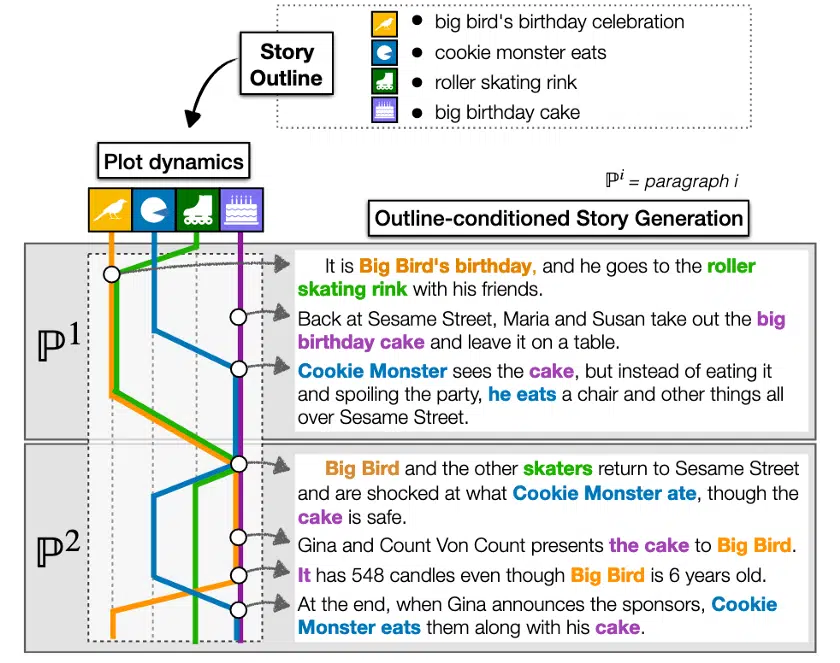 Story
Outline
• big bird's birthday celebration
• cookie monster eats
• roller skating rink
• big birthday cake
Plot dynamics
ℙⁱ = paragraph i
Outline-conditioned Story Generation
ℙ¹
It is Big Bird's birthday, and he goes to the roller
skating rink with his friends.
Back at Sesame Street, Maria and Susan take out the big
birthday cake and leave it on a table.
Cookie Monster sees the cake, but instead of eating it
and spoiling the party, he eats a chair and other things all
over Sesame Street.
ℙ²
Big Bird and the other skaters return to Sesame Street
and are shocked at what Cookie Monster ate, though the
cake is safe.
Gina and Count Von Count presents the cake to Big Bird.
It has 548 candles even though Big Bird is 6 years old.
At the end, when Gina announces the sponsors, Cookie
Monster eats them along with his cake.